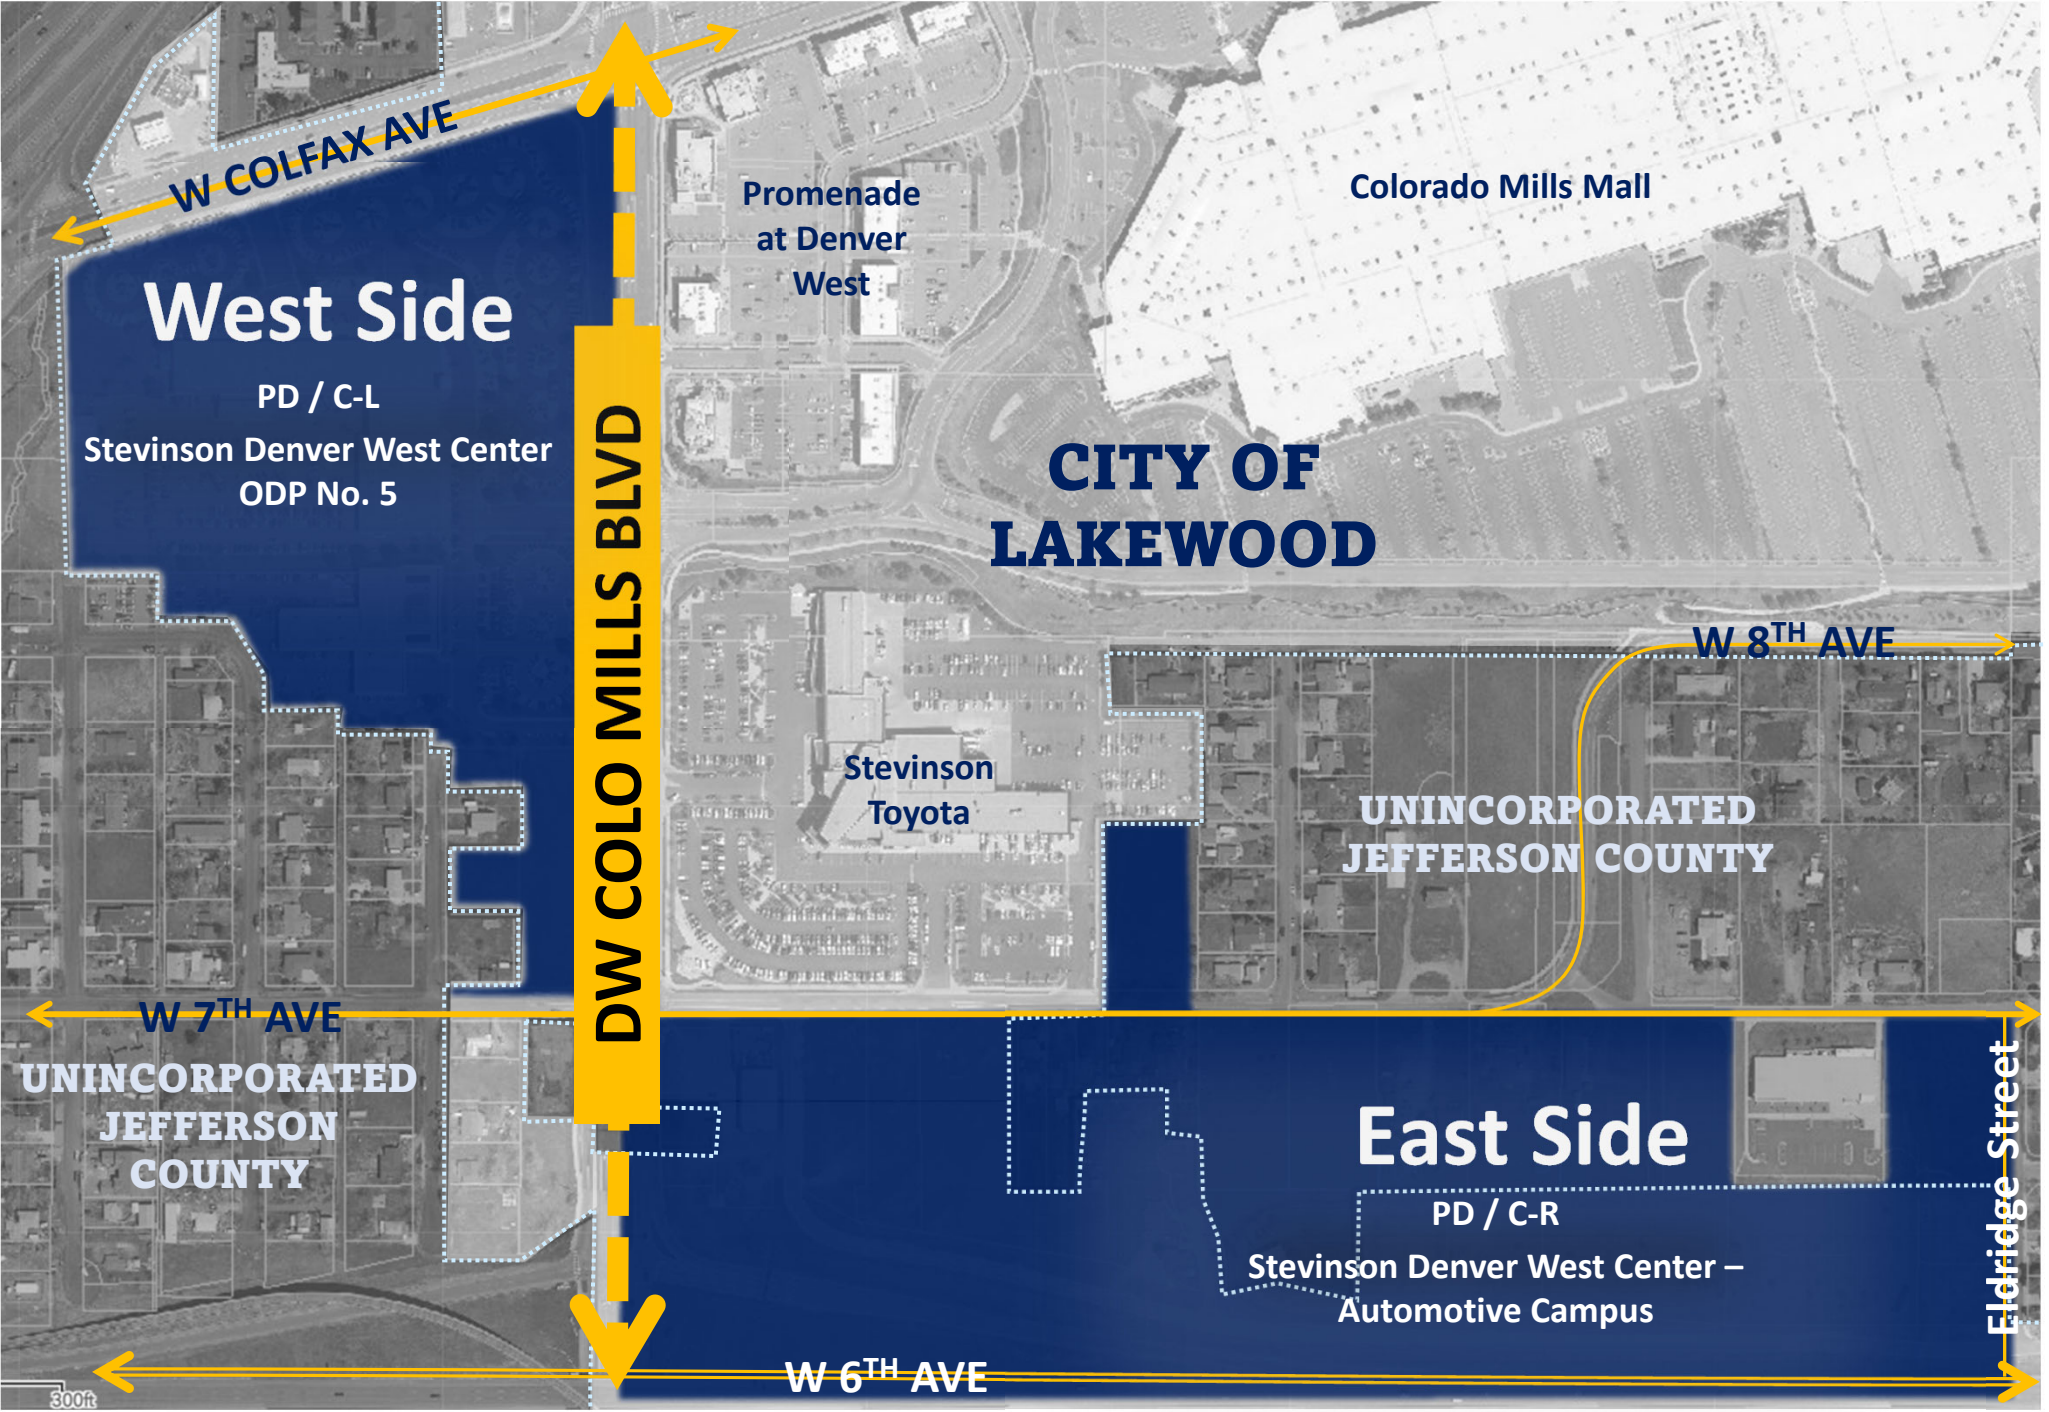 W COLFAX AVE
Promenade
at Denver
West
Colorado Mills Mall
West Side
PD / C-L
Stevinson Denver West Center
ODP No. 5
DW COLO MILLS BLVD
CITY OF
LAKEWOOD
W 8TH AVE
Stevinson
Toyota
UNINCORPORATED
JEFFERSON COUNTY
W 7TH AVE
UNINCORPORATED
JEFFERSON
COUNTY
East Side
PD / C-R
Stevinson Denver West Center –
Automotive Campus
Eldridge Street
W 6TH AVE
300ft